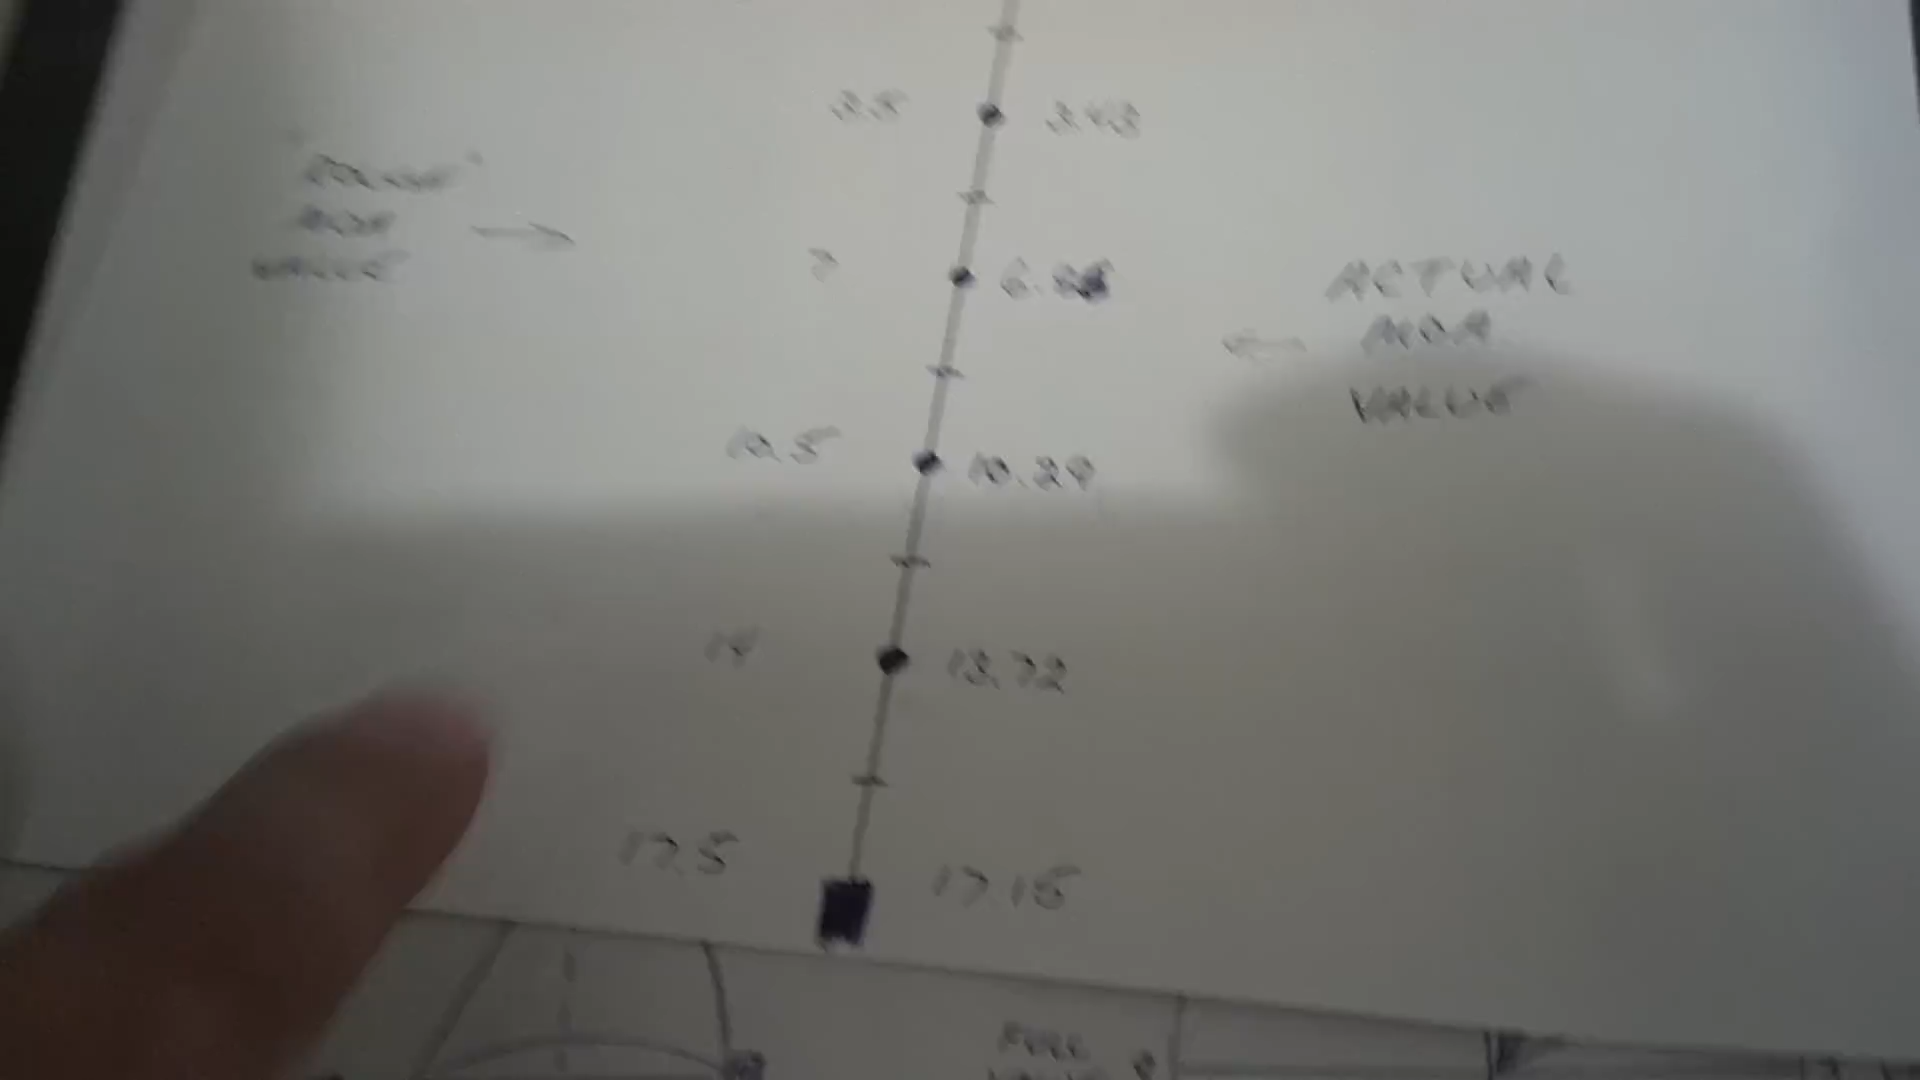 3.5 3.43
MOA
VALUE
7 6.86
ACTUAL
MOA
VALUE
10.5 10.29
14 13.72
17.5 17.15
FULL